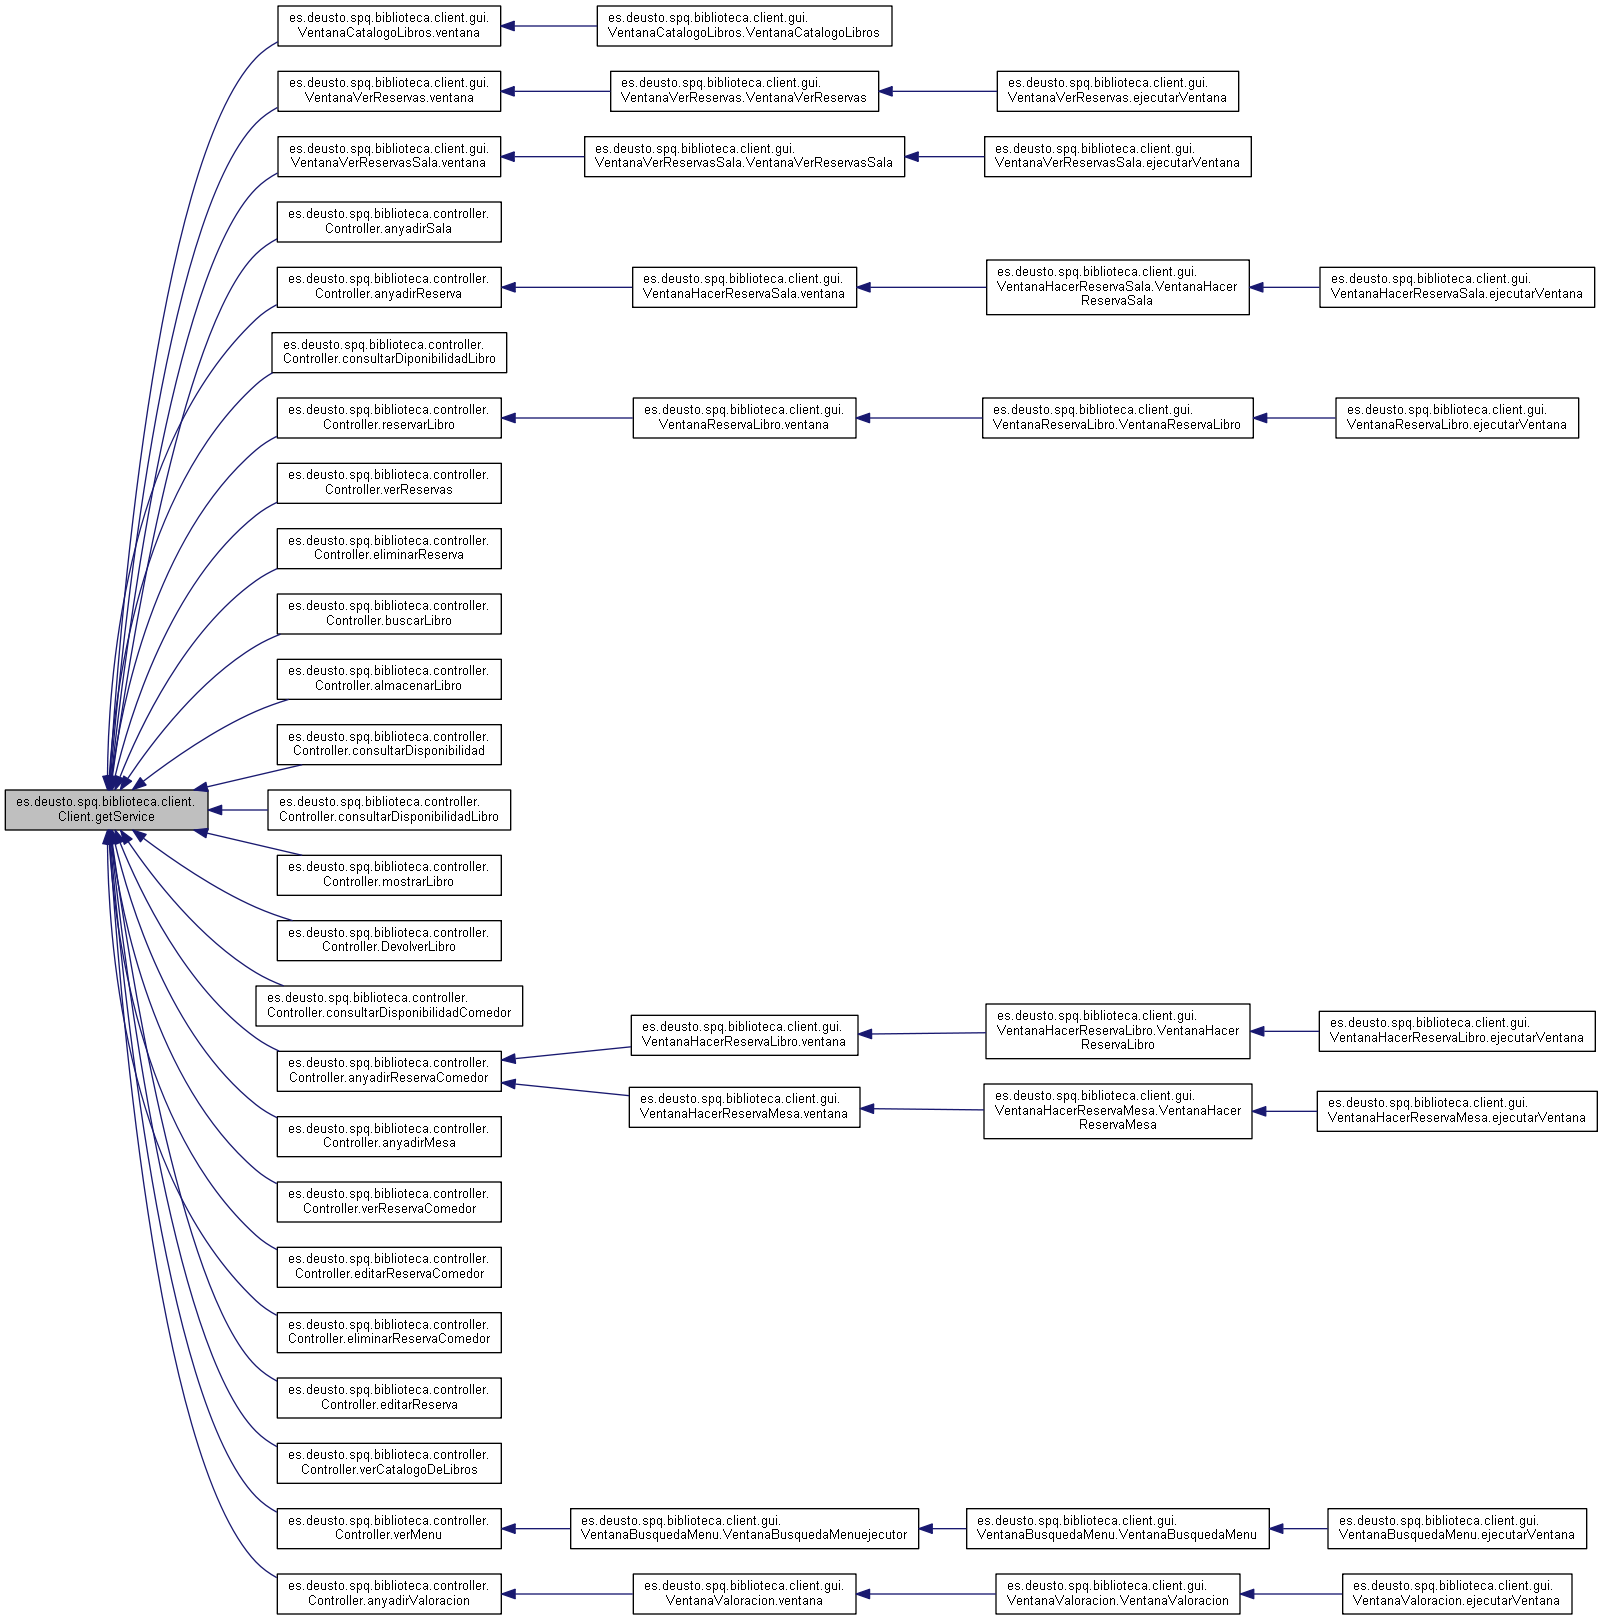 es.deusto.spq.biblioteca.client.gui.
VentanaCatalogoLibros.ventana
es.deusto.spq.biblioteca.client.gui.
VentanaCatalogoLibros.VentanaCatalogoLibros
es.deusto.spq.biblioteca.client.gui.
VentanaVerReservas.ventana
es.deusto.spq.biblioteca.client.gui.
VentanaVerReservas.VentanaVerReservas
es.deusto.spq.biblioteca.client.gui.
VentanaVerReservas.ejecutarVentana
es.deusto.spq.biblioteca.client.gui.
VentanaVerReservasSala.ventana
es.deusto.spq.biblioteca.client.gui.
VentanaVerReservasSala.VentanaVerReservasSala
es.deusto.spq.biblioteca.client.gui.
VentanaVerReservasSala.ejecutarVentana
es.deusto.spq.biblioteca.controller.
Controller.anyadirSala
es.deusto.spq.biblioteca.controller.
Controller.anyadirReserva
es.deusto.spq.biblioteca.client.gui.
VentanaHacerReservaSala.ventana
es.deusto.spq.biblioteca.client.gui.
VentanaHacerReservaSala.VentanaHacer
ReservaSala
es.deusto.spq.biblioteca.client.gui.
VentanaHacerReservaSala.ejecutarVentana
es.deusto.spq.biblioteca.controller.
Controller.consultarDiponibilidadLibro
es.deusto.spq.biblioteca.controller.
Controller.reservarLibro
es.deusto.spq.biblioteca.client.gui.
VentanaReservaLibro.ventana
es.deusto.spq.biblioteca.client.gui.
VentanaReservaLibro.VentanaReservaLibro
es.deusto.spq.biblioteca.client.gui.
VentanaReservaLibro.ejecutarVentana
es.deusto.spq.biblioteca.controller.
Controller.verReservas
es.deusto.spq.biblioteca.controller.
Controller.eliminarReserva
es.deusto.spq.biblioteca.controller.
Controller.buscarLibro
es.deusto.spq.biblioteca.controller.
Controller.almacenarLibro
es.deusto.spq.biblioteca.controller.
Controller.consultarDisponibilidad
es.deusto.spq.biblioteca.client.
Client.getService
es.deusto.spq.biblioteca.controller.
Controller.consultarDisponibilidadLibro
es.deusto.spq.biblioteca.controller.
Controller.mostrarLibro
es.deusto.spq.biblioteca.controller.
Controller.DevolverLibro
es.deusto.spq.biblioteca.controller.
Controller.consultarDisponibilidadComedor
es.deusto.spq.biblioteca.controller.
Controller.anyadirReservaComedor
es.deusto.spq.biblioteca.client.gui.
VentanaHacerReservaLibro.ventana
es.deusto.spq.biblioteca.client.gui.
VentanaHacerReservaLibro.VentanaHacer
ReservaLibro
es.deusto.spq.biblioteca.client.gui.
VentanaHacerReservaLibro.ejecutarVentana
es.deusto.spq.biblioteca.client.gui.
VentanaHacerReservaMesa.ventana
es.deusto.spq.biblioteca.client.gui.
VentanaHacerReservaMesa.VentanaHacer
ReservaMesa
es.deusto.spq.biblioteca.client.gui.
VentanaHacerReservaMesa.ejecutarVentana
es.deusto.spq.biblioteca.controller.
Controller.anyadirMesa
es.deusto.spq.biblioteca.controller.
Controller.verReservaComedor
es.deusto.spq.biblioteca.controller.
Controller.editarReservaComedor
es.deusto.spq.biblioteca.controller.
Controller.eliminarReservaComedor
es.deusto.spq.biblioteca.controller.
Controller.editarReserva
es.deusto.spq.biblioteca.controller.
Controller.verCatalogoDeLibros
es.deusto.spq.biblioteca.controller.
Controller.verMenu
es.deusto.spq.biblioteca.client.gui.
VentanaBusquedaMenu.VentanaBusquedaMenuejecutor
es.deusto.spq.biblioteca.client.gui.
VentanaBusquedaMenu.VentanaBusquedaMenu
es.deusto.spq.biblioteca.client.gui.
VentanaBusquedaMenu.ejecutarVentana
es.deusto.spq.biblioteca.controller.
Controller.anyadirValoracion
es.deusto.spq.biblioteca.client.gui.
VentanaValoracion.ventana
es.deusto.spq.biblioteca.client.gui.
VentanaValoracion.VentanaValoracion
es.deusto.spq.biblioteca.client.gui.
VentanaValoracion.ejecutarVentana